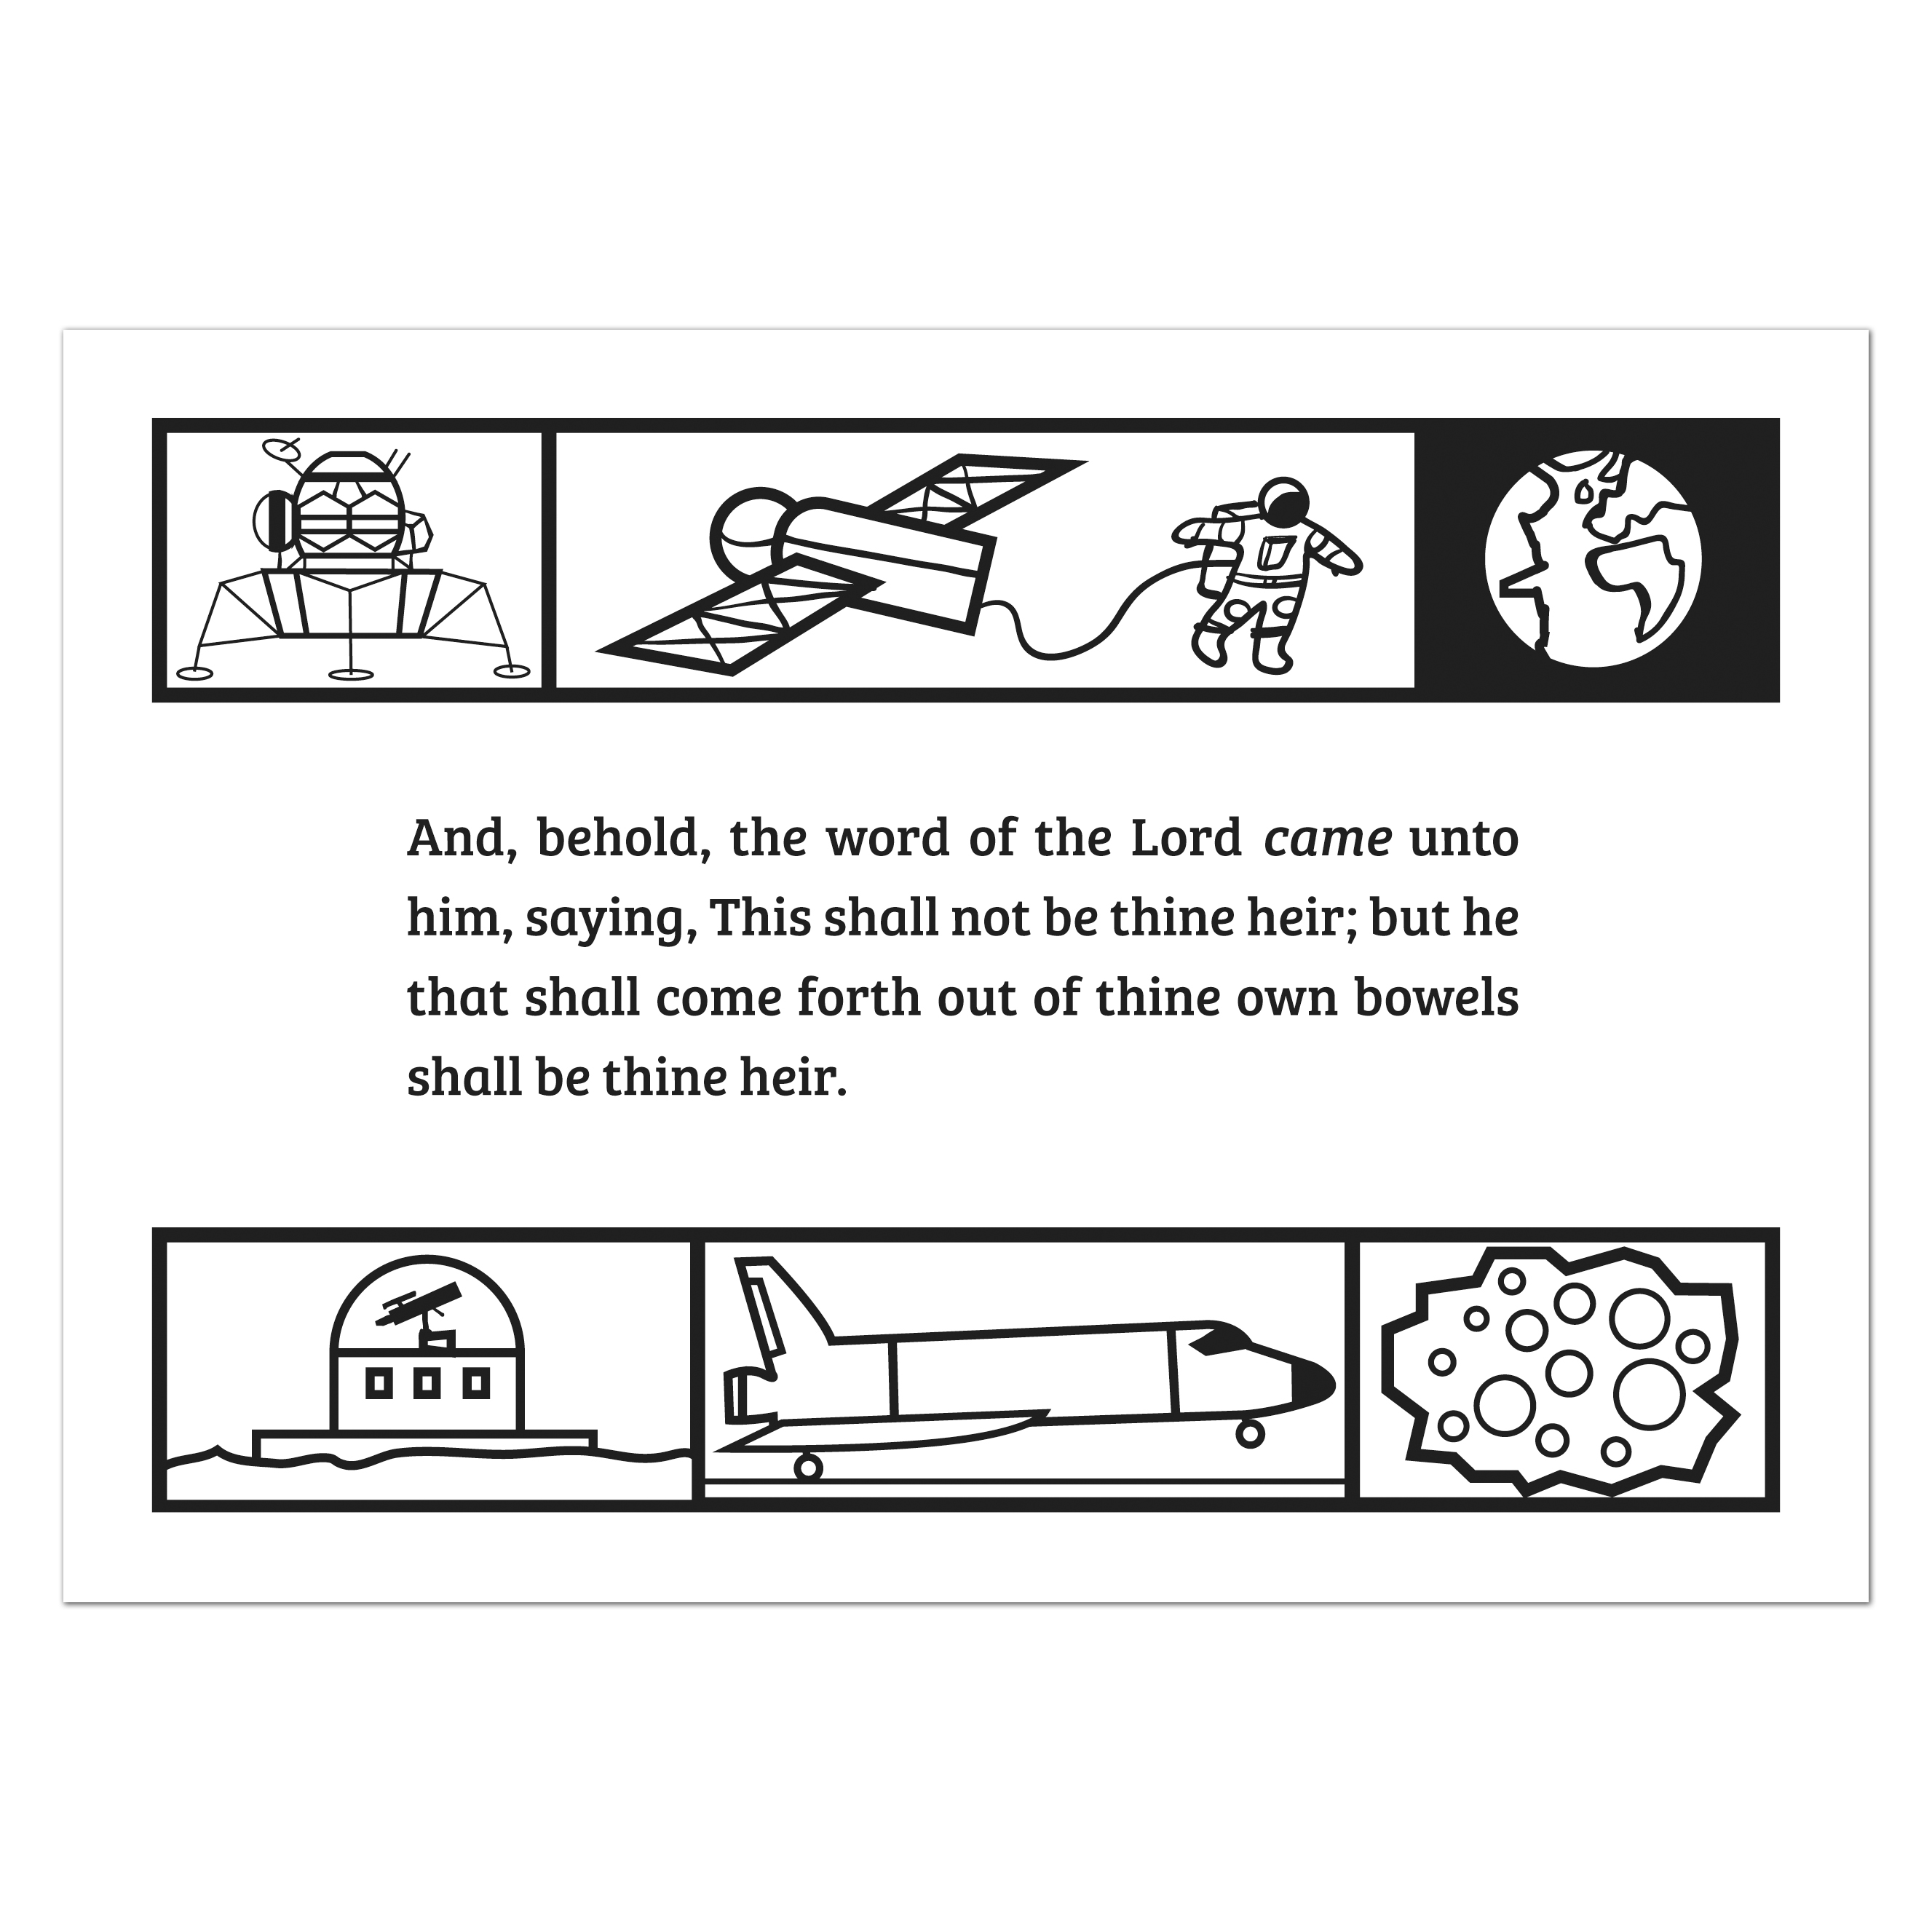 And, behold, the word of the Lord came unto
him, saying, This shall not be thine heir; but he
that shall come forth out of thine own bowels
shall be thine heir.